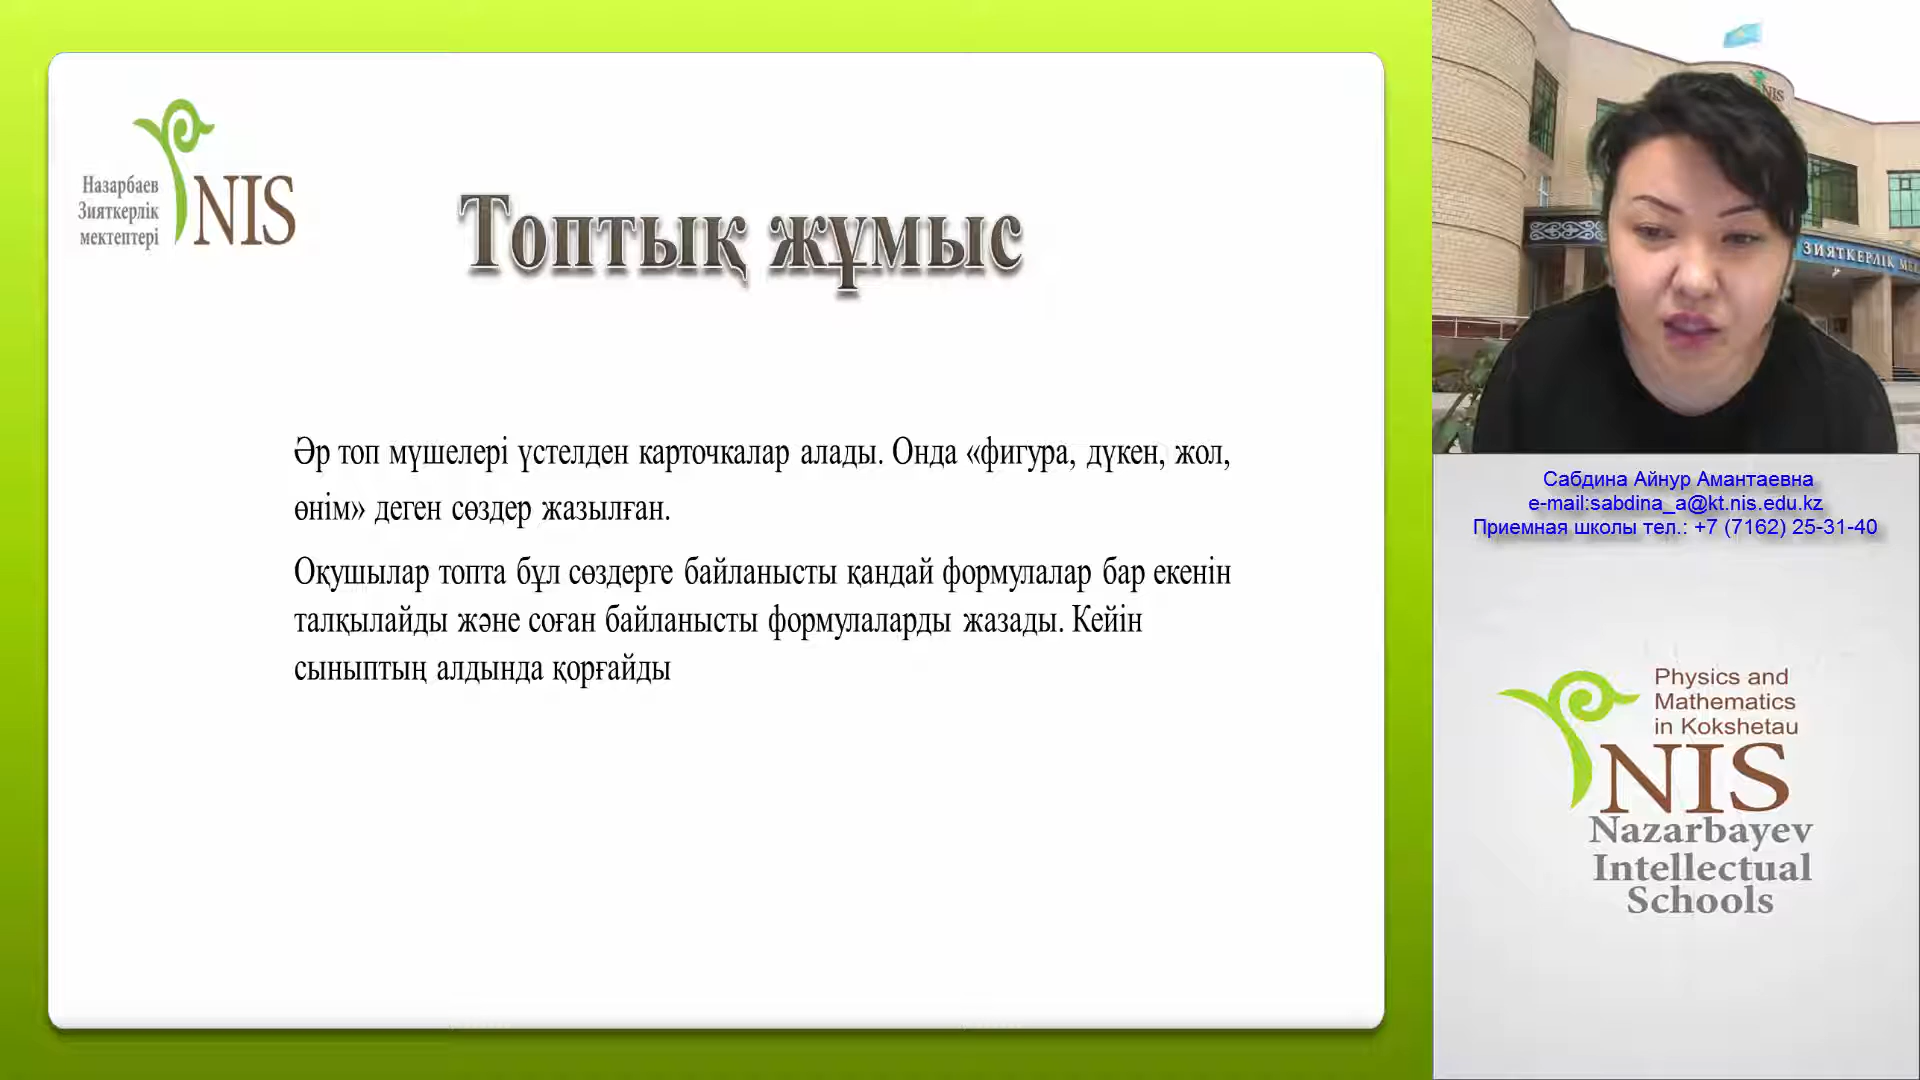 Назарбаев
Зияткерлік
мектептері
NIS
Топтық жұмыс
Әр топ мүшелері үстелден карточкалар алады. Онда «фигура, дүкен, жол,
өнім» деген сөздер жазылған.
Оқушылар топта бұл сөздерге байланысты қандай формулалар бар екенін
талқылайды және соған байланысты формулаларды жазады. Кейін
сыныптың алдында қорғайды
NIS
ЗИЯТКЕРЛІК
Сабдина Айнур Амантаевна
e-mail:sabdina_a@kt.nis.edu.kz
Приемная школы тел.: +7 (7162) 25-31-40
Physics and
Mathematics
in Kokshetau
NIS
Nazarbayev
Intellectual
Schools